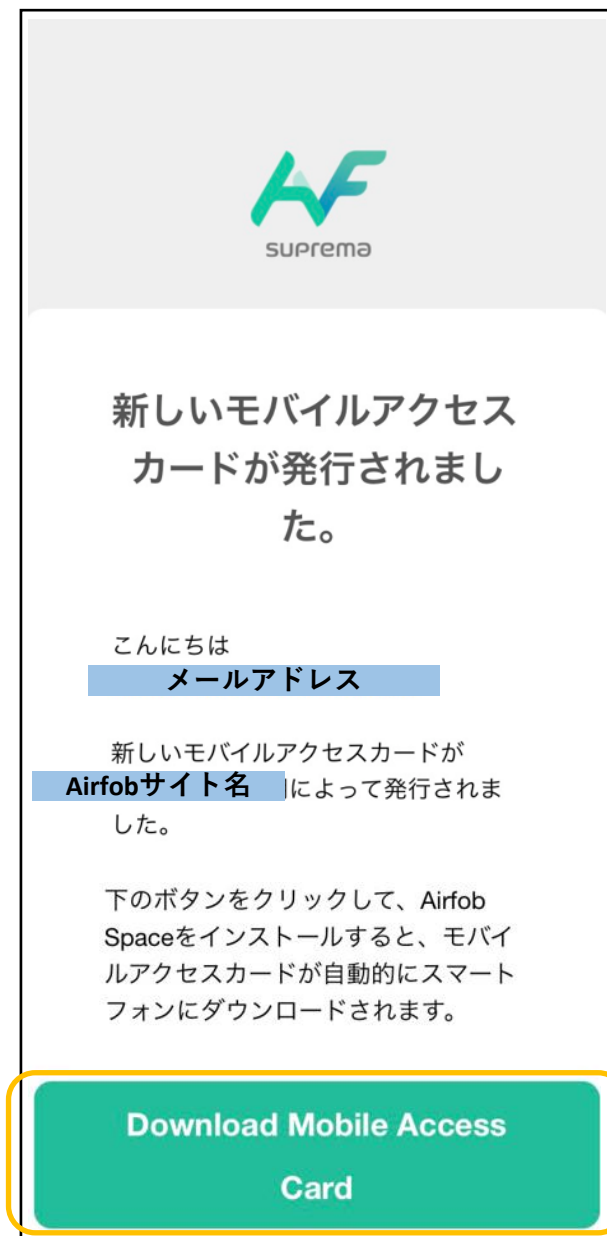 suprema
新しいモバイルアクセス
カードが発行されまし
た。
こんにちは
メールアドレス
新しいモバイルアクセスカードが
Airfobサイト名 によって発行されま
した。
下のボタンをクリックして、Airfob
Spaceをインストールすると、モバイ
ルアクセスカードが自動的にスマート
フォンにダウンロードされます。
Download Mobile Access
Card